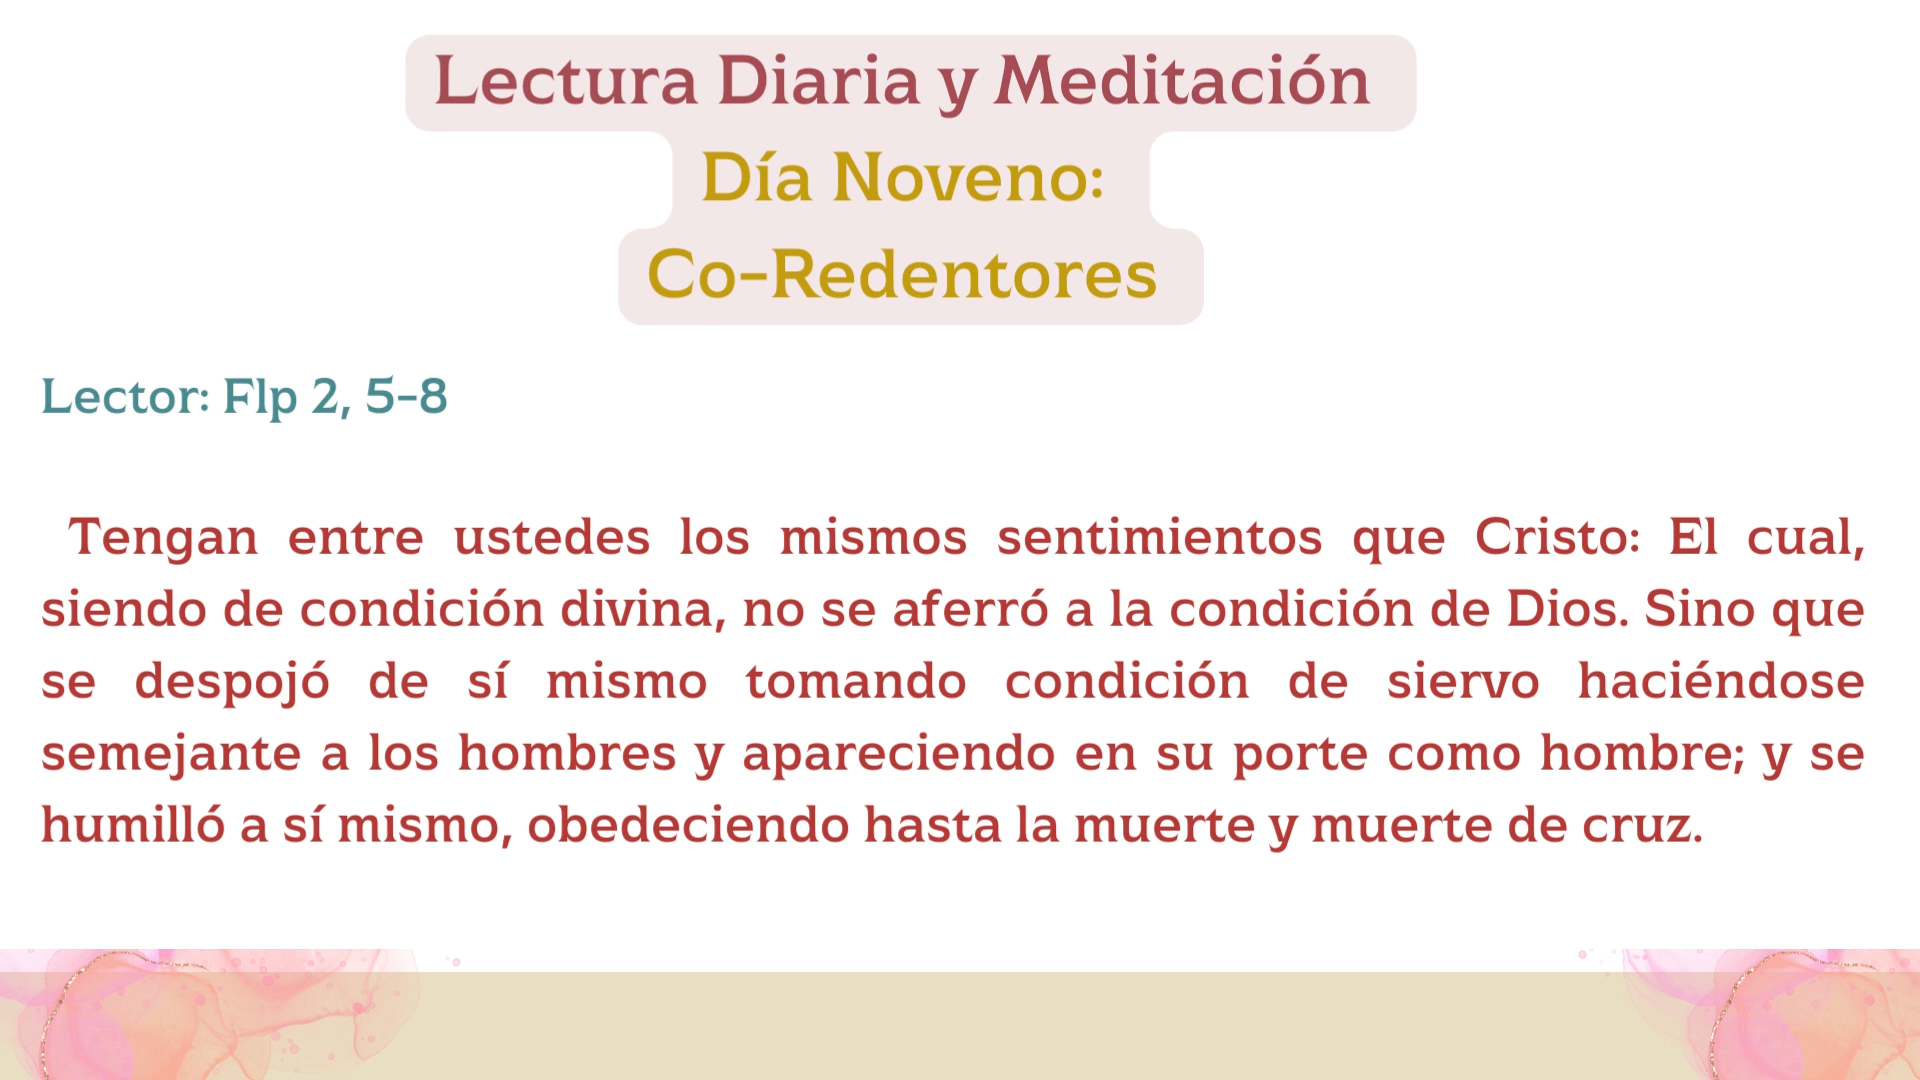 Lectura Diaria y Meditación
Día Noveno:
Co-Redentores
Lector: Flp 2, 5-8
Tengan entre ustedes los mismos sentimientos que Cristo: El cual,
siendo de condición divina, no se aferró a la condición de Dios. Sino que
se despojó de sí mismo tomando condición de siervo haciéndose
semejante a los hombres y apareciendo en su porte como hombre; y se
humilló a sí mismo, obedeciendo hasta la muerte y muerte de cruz.